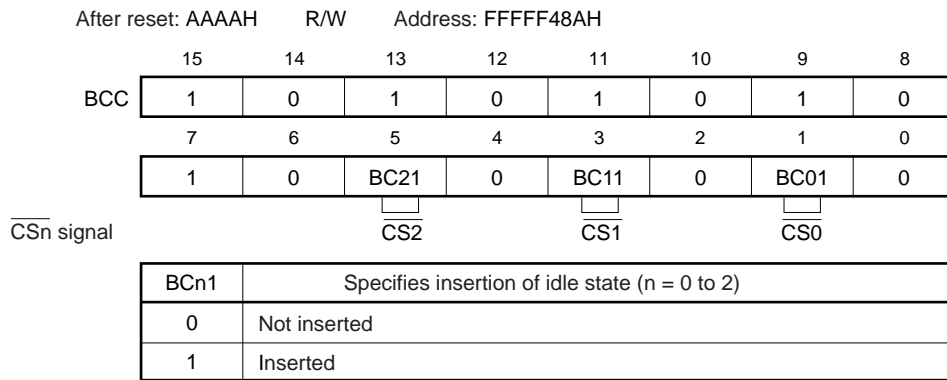 After reset: AAAAH R/W Address: FFFFF48AH
15 14 13 12 11 10 9 8
BCC 1 0 1 0 1 0 1 0
7 6 5 4 3 2 1 0
1 0 BC21 0 BC11 0 BC01 0
CSn signal CS2 CS1 CS0
BCn1 Specifies insertion of idle state (n = 0 to 2)
0 Not inserted
1 Inserted